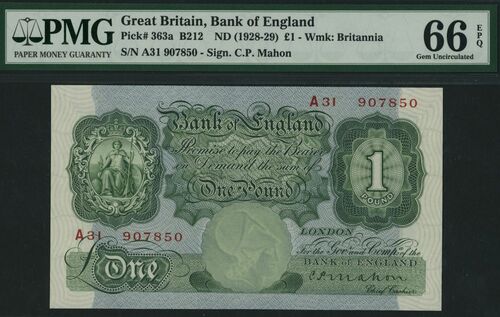 PMG
PAPER MONEY GUARANTY
Great Britain, Bank of England
Pick# 363a B212 ND (1928-29) £1 - Wmk: Britannia
S/N A31 907850 - Sign. C.P. Mahon
66 EPQ
Gem Uncirculated
A31 907850
Bank of England
Promise to pay the Bearer
on Demand the sum of
One Pound
1
POUND
A31 907850
LONDON
For the Govr and Compa of the
BANK OF ENGLAND
C.P. Mahon
Chief Cashier
£ One